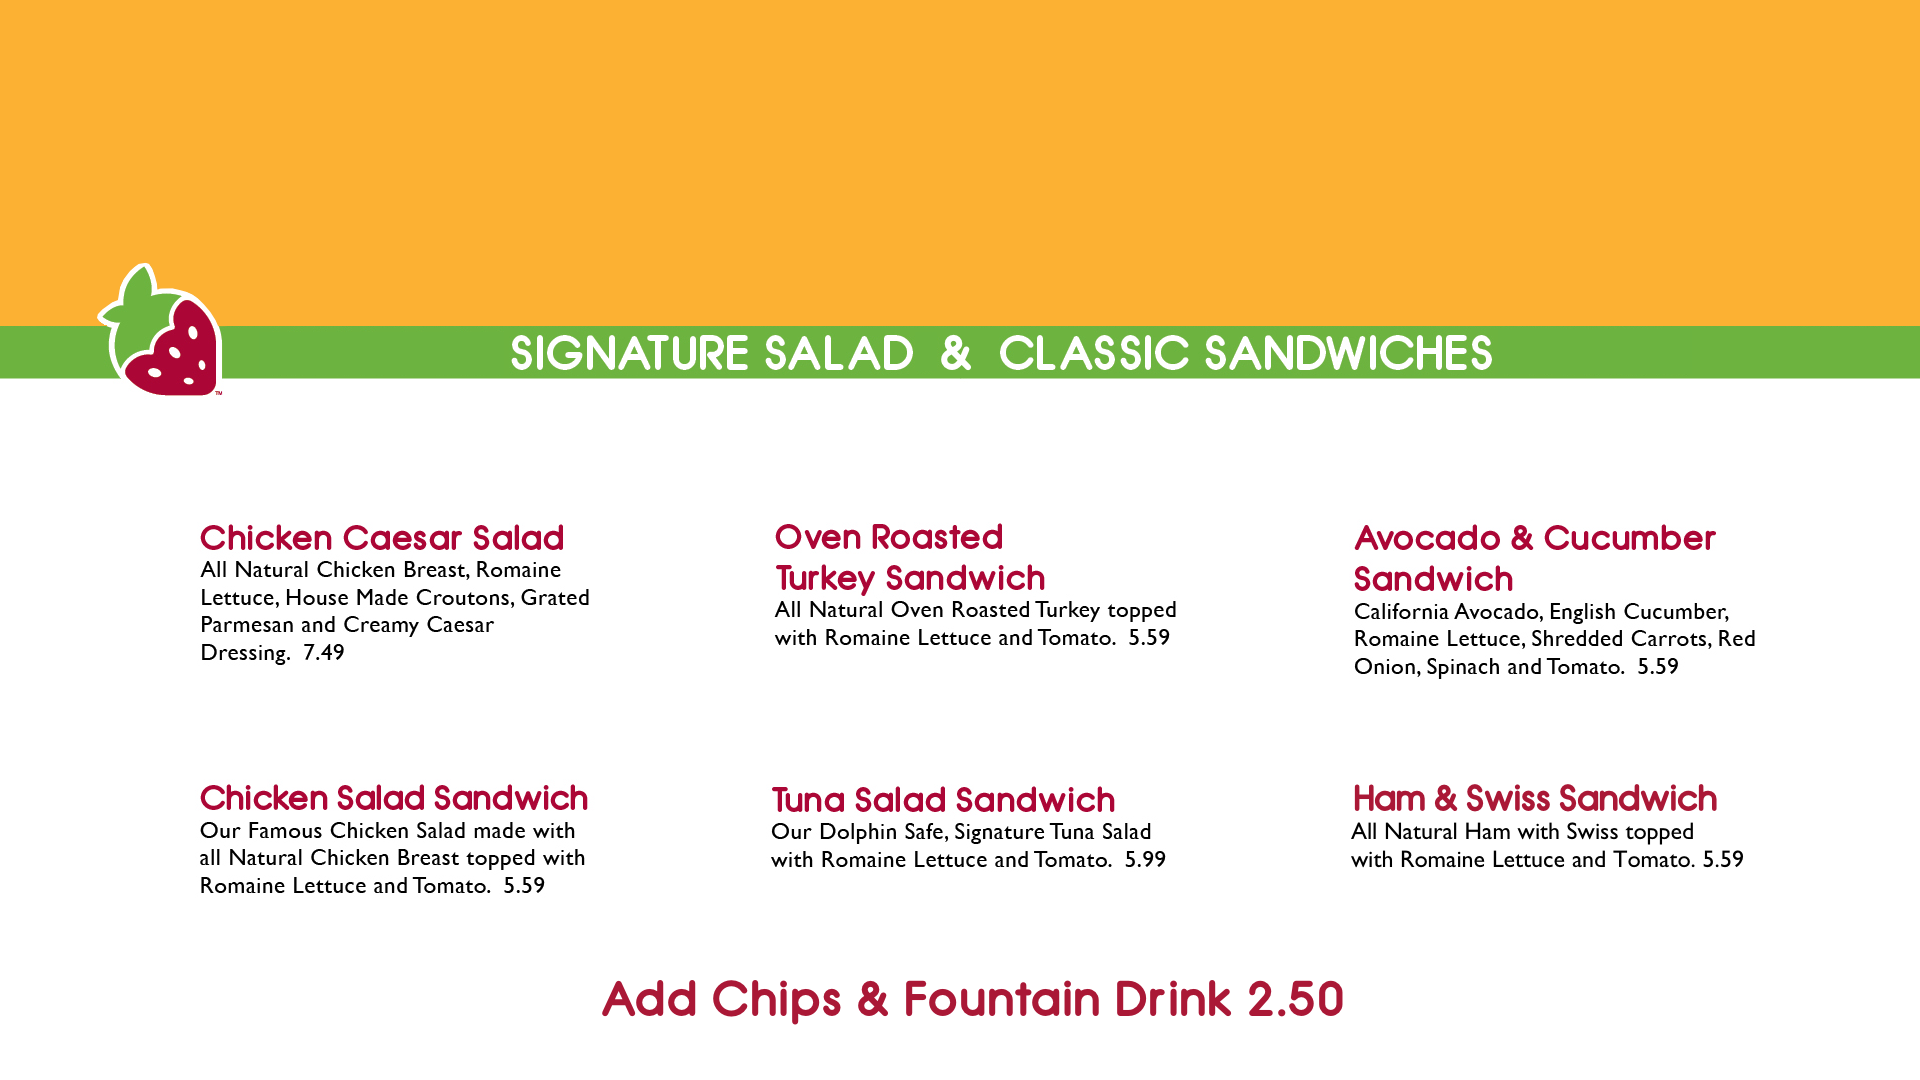 SIGNATURE SALAD & CLASSIC SANDWICHES
Chicken Caesar Salad
All Natural Chicken Breast, Romaine
Lettuce, House Made Croutons, Grated
Parmesan and Creamy Caesar
Dressing. 7.49
Oven Roasted
Turkey Sandwich
All Natural Oven Roasted Turkey topped
with Romaine Lettuce and Tomato. 5.59
Avocado & Cucumber
Sandwich
California Avocado, English Cucumber,
Romaine Lettuce, Shredded Carrots, Red
Onion, Spinach and Tomato. 5.59
Chicken Salad Sandwich
Our Famous Chicken Salad made with
all Natural Chicken Breast topped with
Romaine Lettuce and Tomato. 5.59
Tuna Salad Sandwich
Our Dolphin Safe, Signature Tuna Salad
with Romaine Lettuce and Tomato. 5.99
Ham & Swiss Sandwich
All Natural Ham with Swiss topped
with Romaine Lettuce and Tomato. 5.59
Add Chips & Fountain Drink 2.50
TM